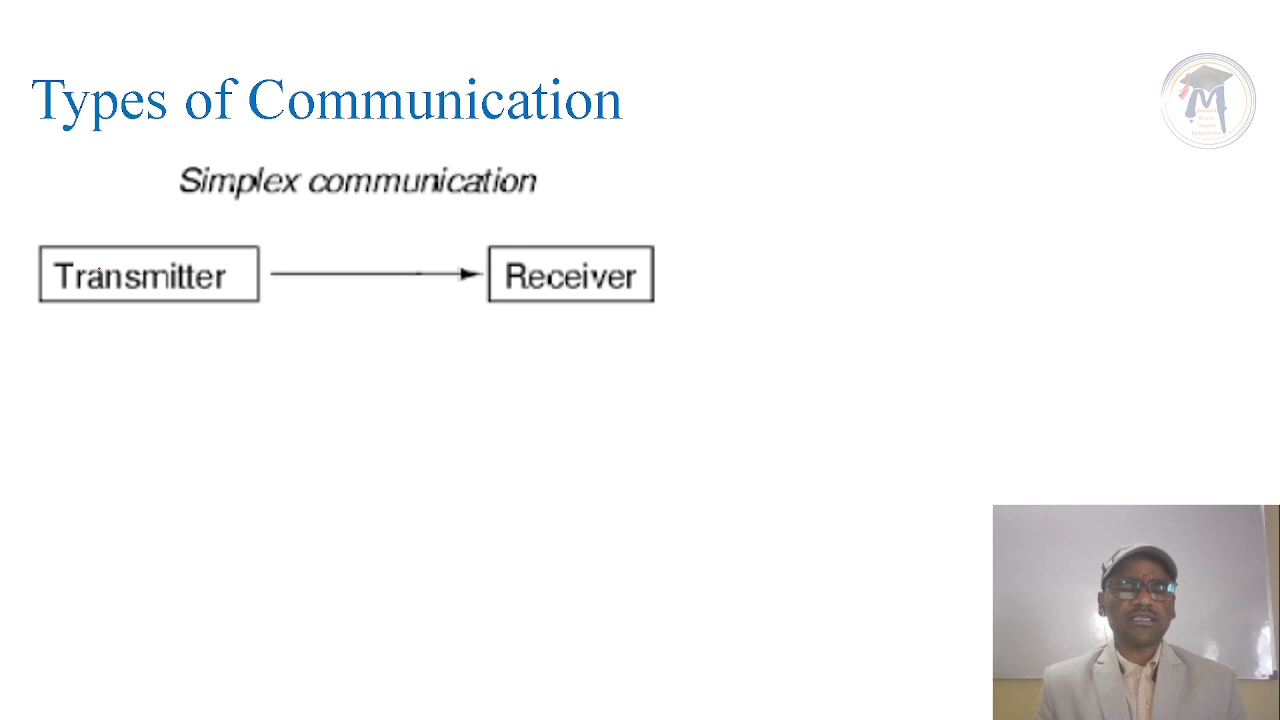 Types of Communication
Simplex communication
Transmitter
Receiver